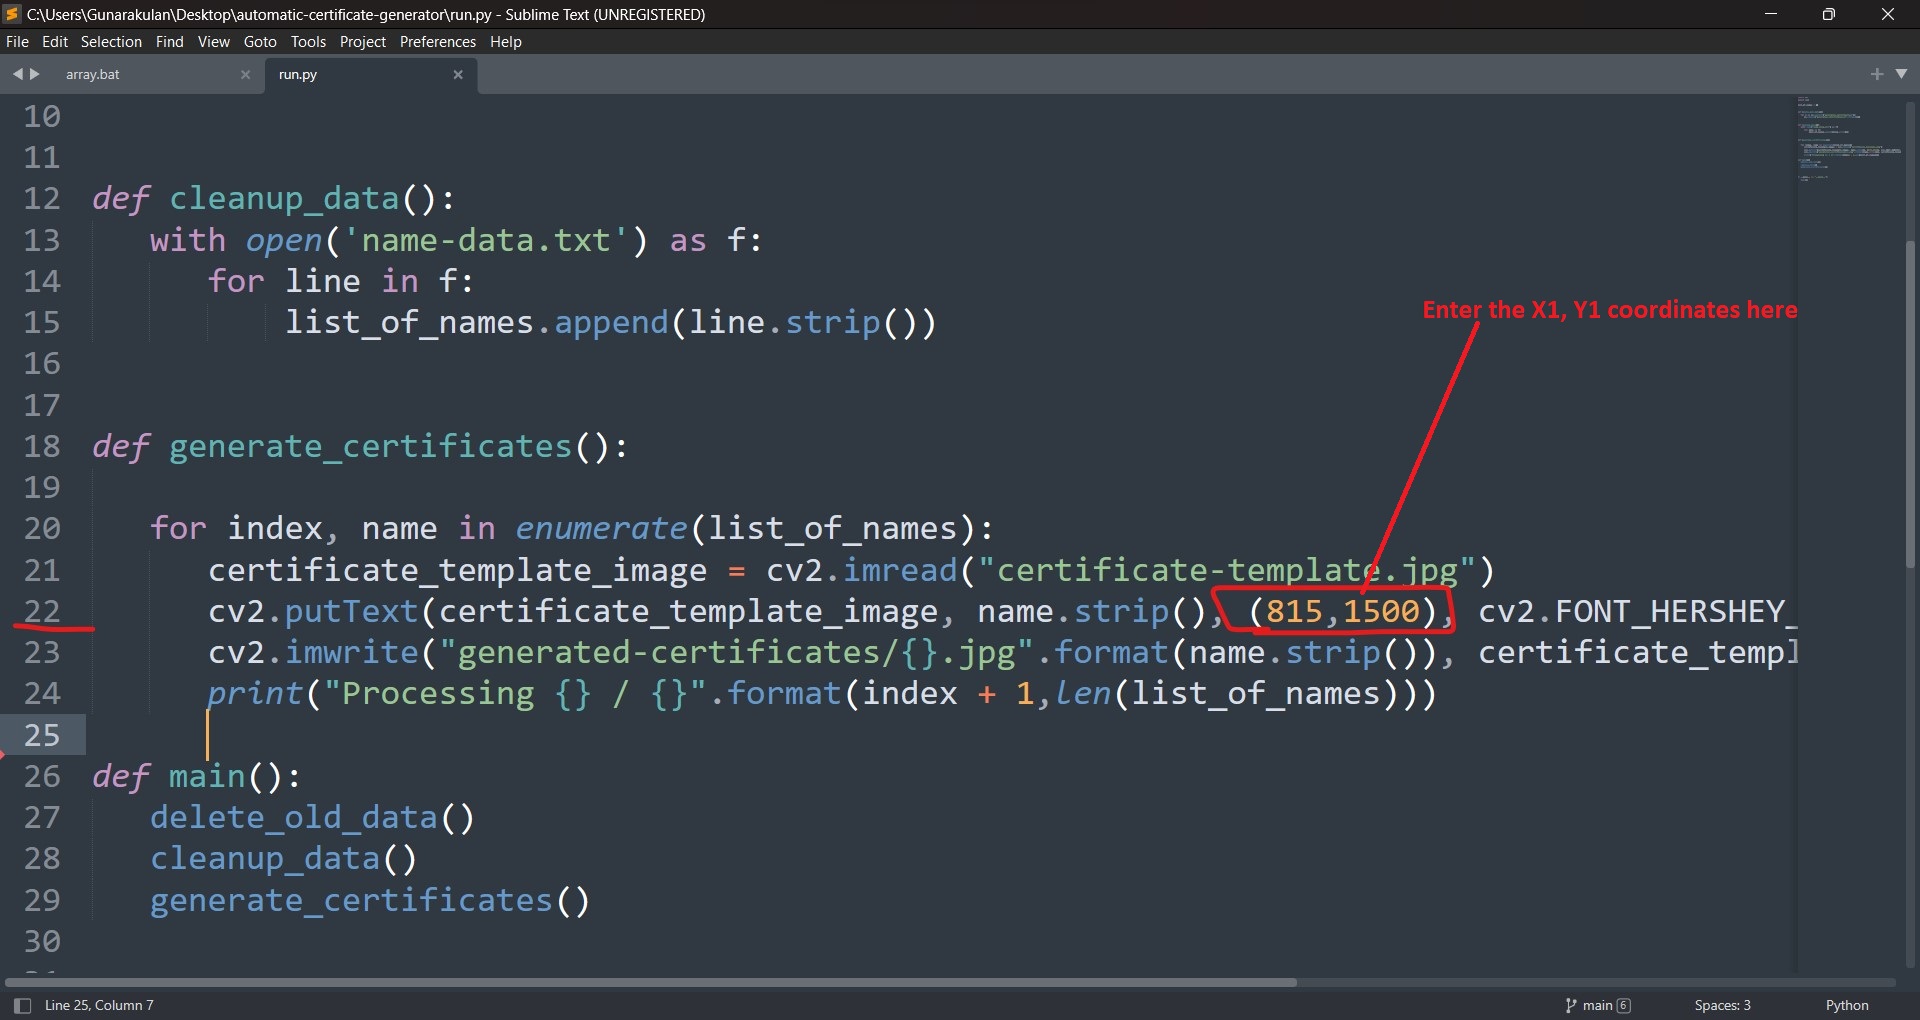 C:\Users\Gunarakulan\Desktop\automatic-certificate-generator\run.py - Sublime Text (UNREGISTERED)
File Edit Selection Find View Goto Tools Project Preferences Help
array.bat run.py
10
11
12 def cleanup_data():
13 with open('name-data.txt') as f:
14 for line in f:
Enter the X1, Y1 coordinates here
15 list_of_names.append(line.strip())
16
17
18 def generate_certificates():
19
20 for index, name in enumerate(list_of_names):
21 certificate_template_image = cv2.imread("certificate-template.jpg")
22 cv2.putText(certificate_template_image, name.strip(), (815,1500), cv2.FONT_HERSHEY_
23 cv2.imwrite("generated-certificates/{}.jpg".format(name.strip()), certificate_templ
24 print("Processing {} / {}".format(index + 1,len(list_of_names)))
25
26 def main():
27 delete_old_data()
28 cleanup_data()
29 generate_certificates()
30
Line 25, Column 7 main 6 Spaces: 3 Python